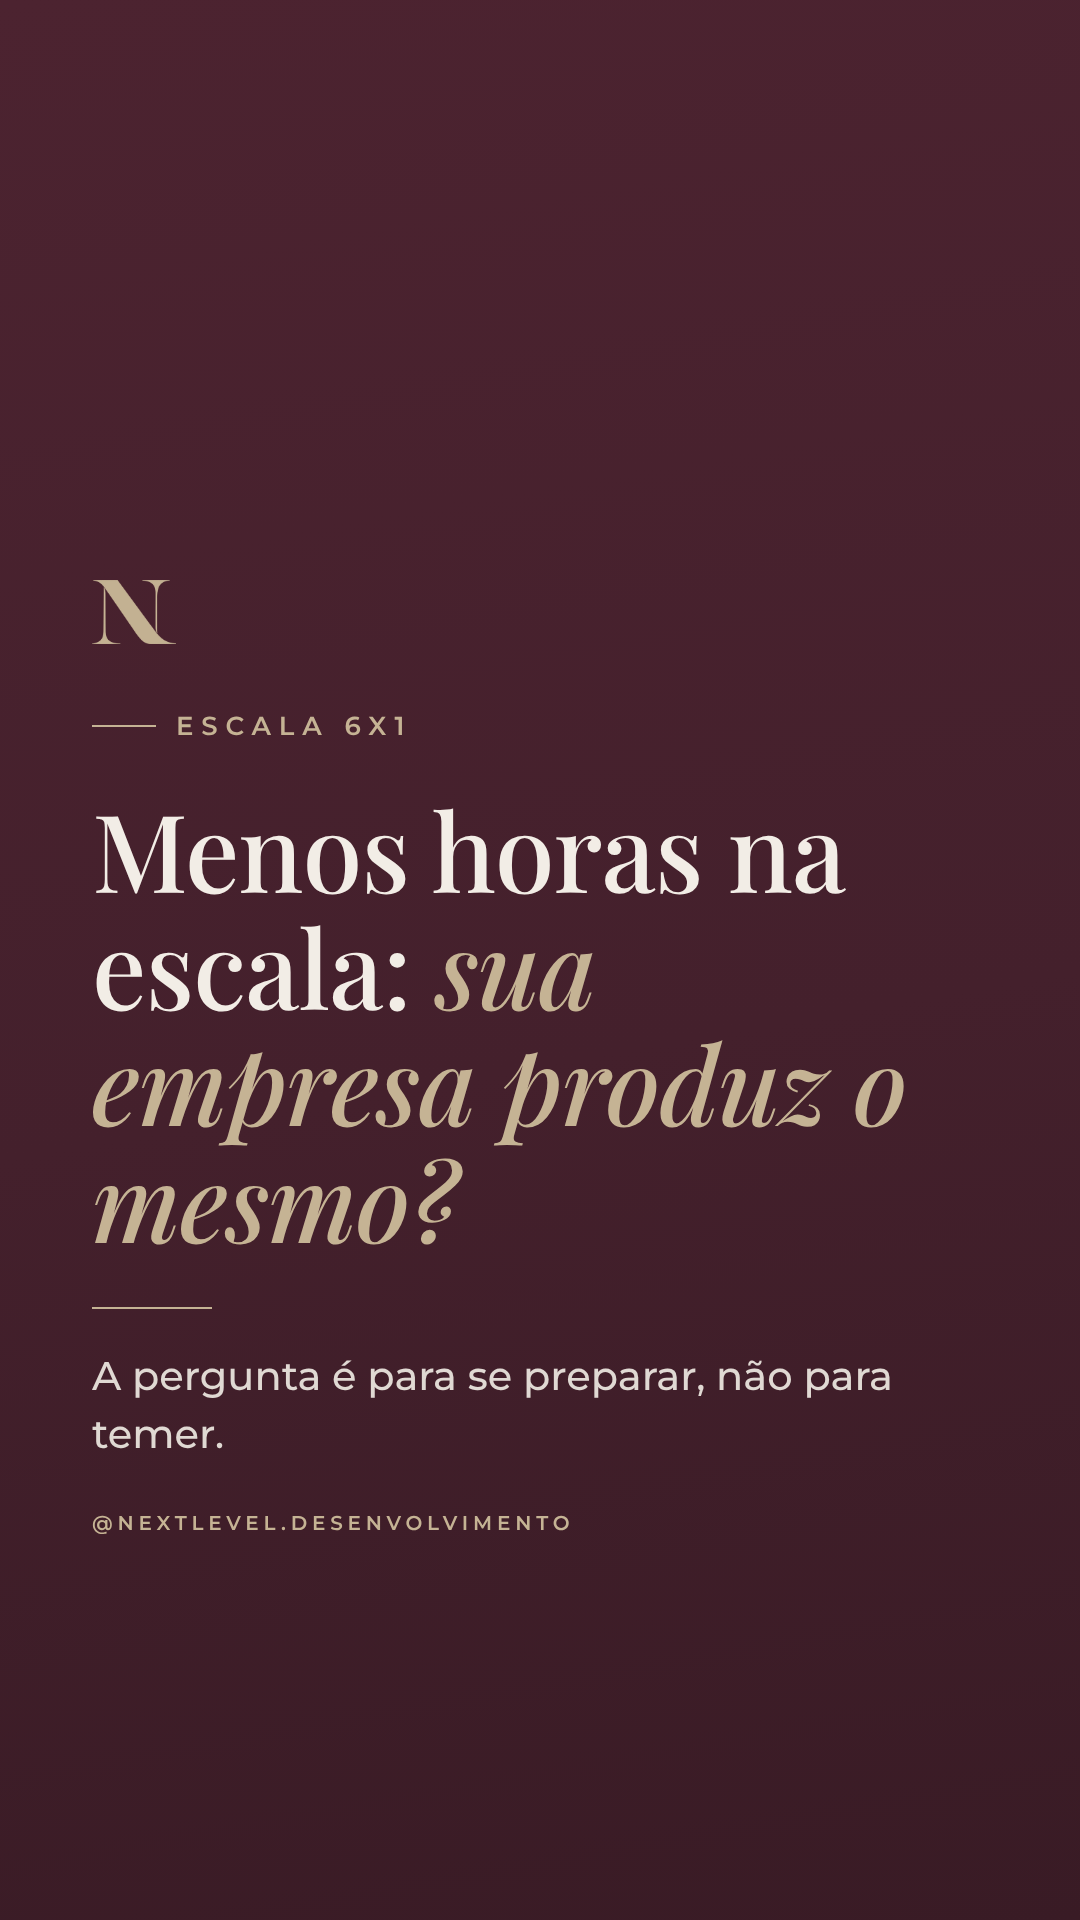 N
ESCALA 6X1
Menos horas na
escala: sua
empresa produz o
mesmo?
A pergunta é para se preparar, não para
temer.
@NEXTLEVEL.DESENVOLVIMENTO